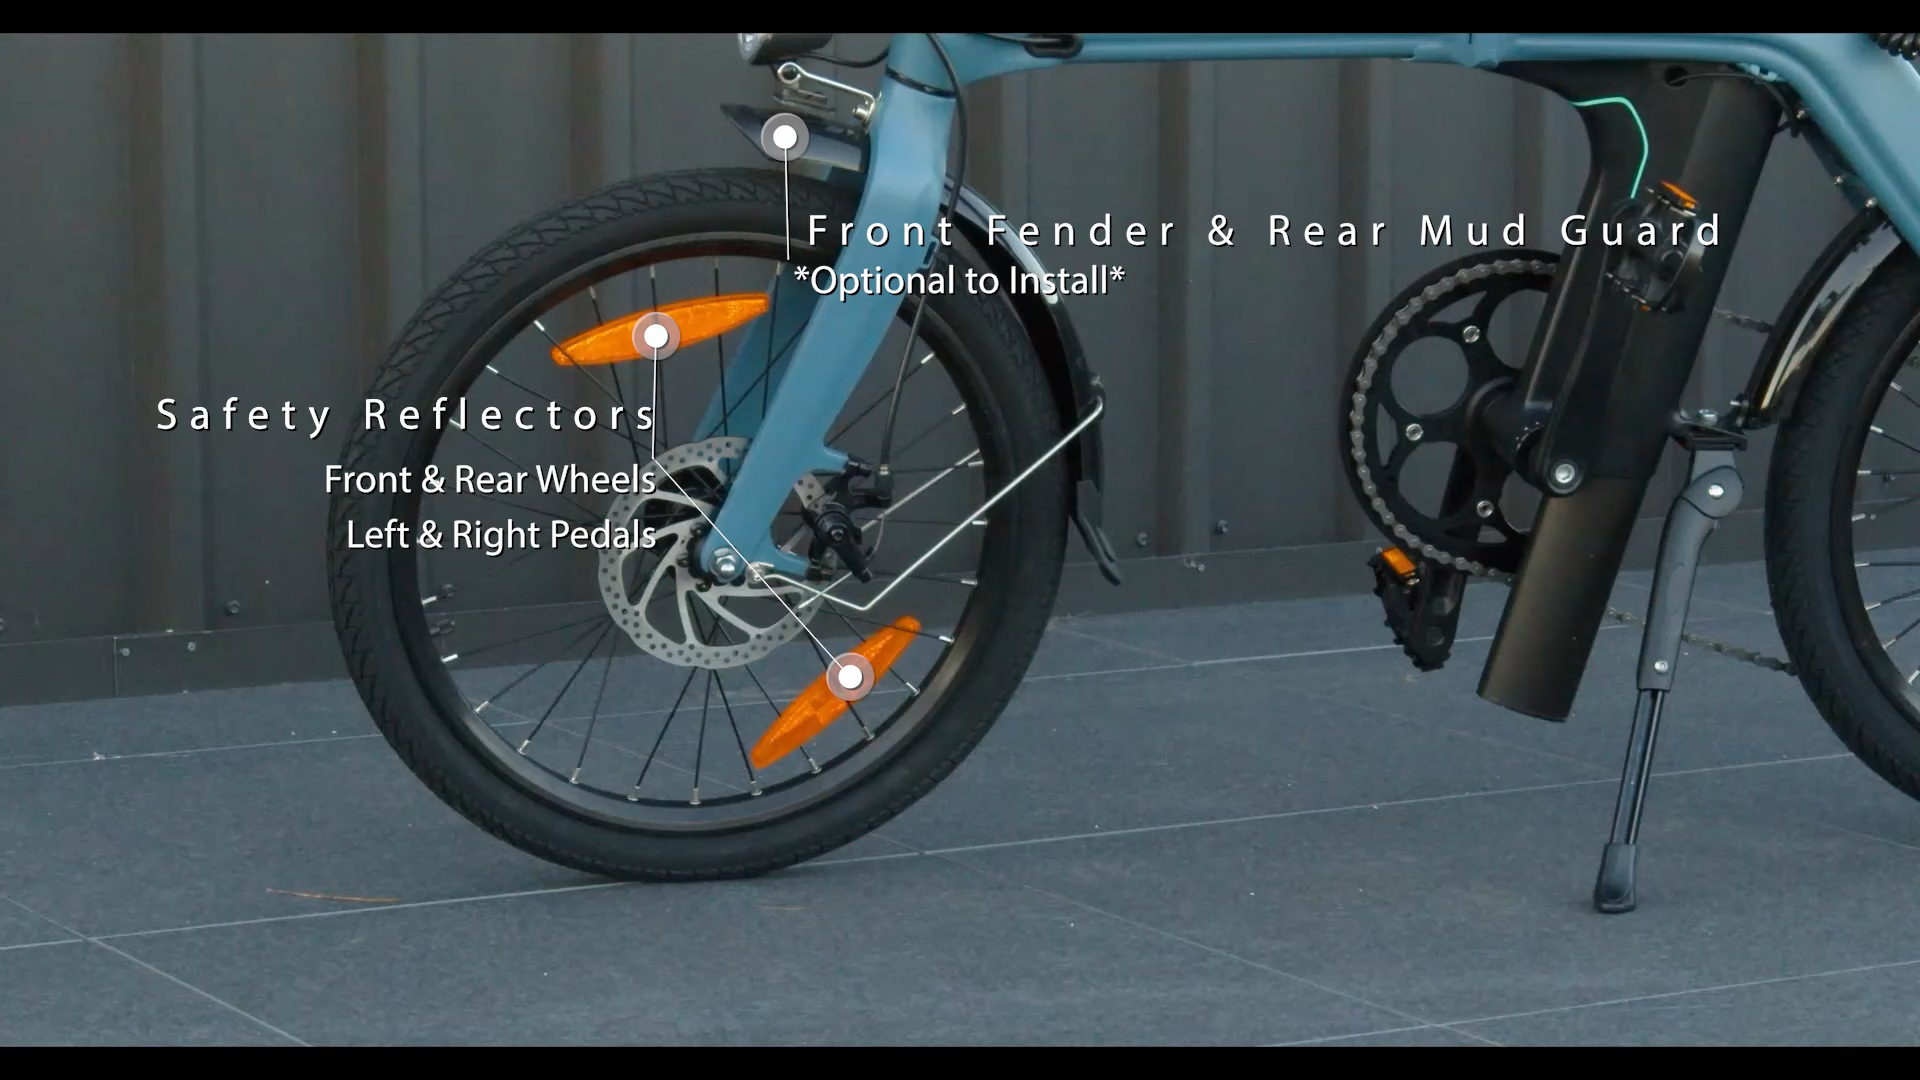 Front Fender & Rear Mud Guard
*Optional to Install*
Safety Reflectors
Front & Rear Wheels
Left & Right Pedals